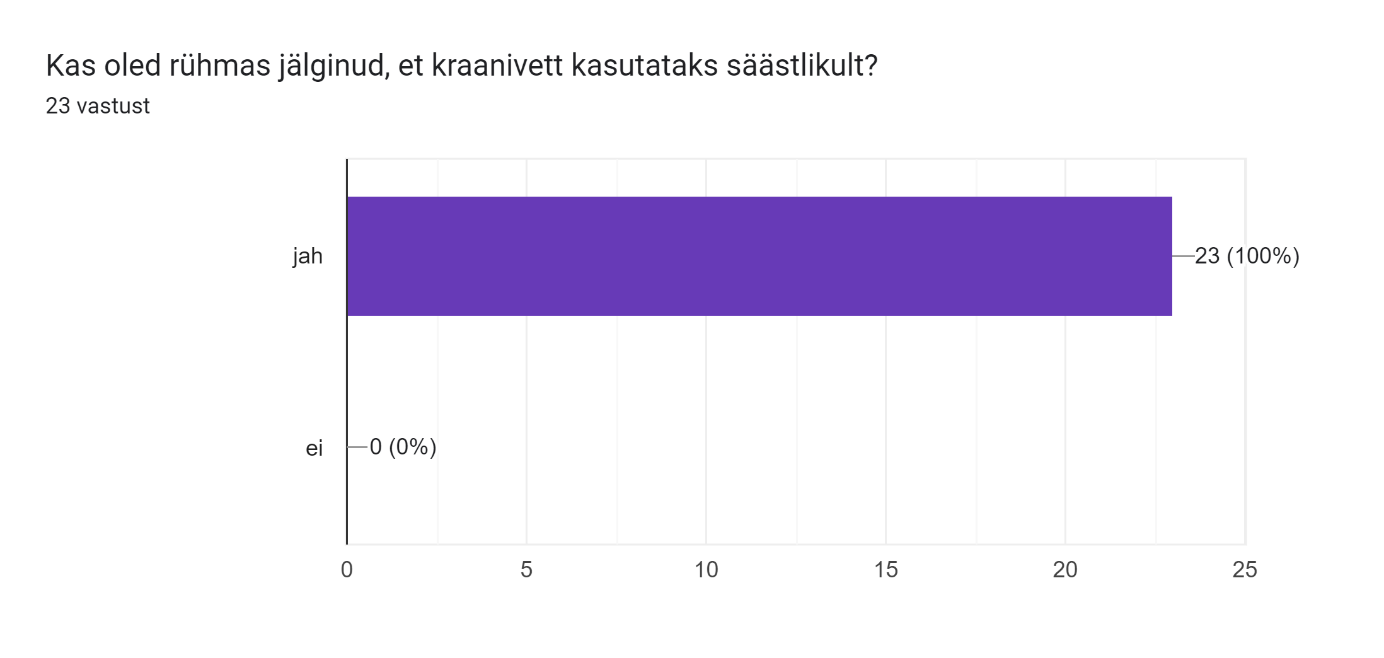 Kas oled rühmas jälginud, et kraanivett kasutataks säästlikult?
23 vastust
jah
23 (100%)
ei
0 (0%)
0 5 10 15 20 25